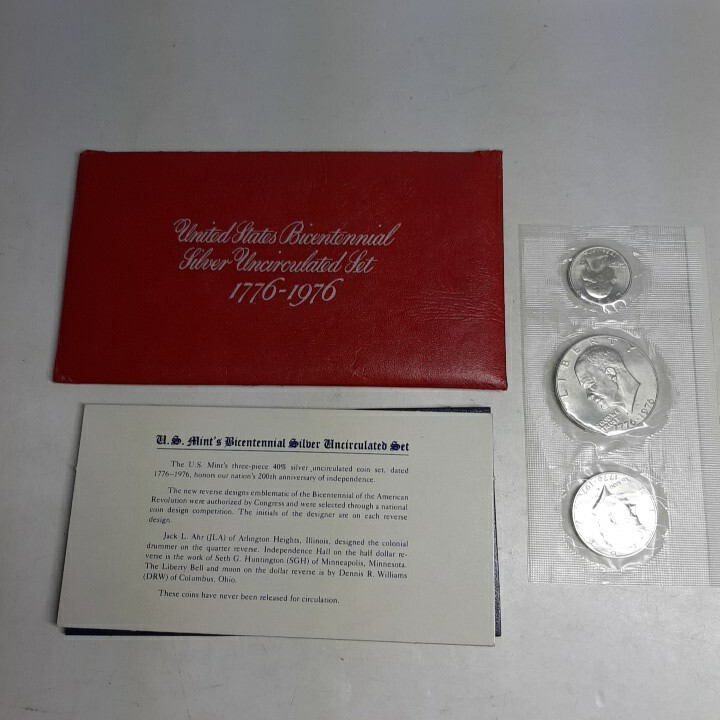 United States Bicentennial
Silver Uncirculated Set
1776-1976
U.S. Mint's Bicentennial Silver Uncirculated Set
The U.S. Mint's three-piece 40% silver uncirculated coin set, dated
1776-1976, honors our nation's 200th anniversary of independence.
The new reverse designs emblematic of the Bicentennial of the American
Revolution were authorized by Congress and were selected through a national
coin design competition. The initials of the designer are on each reverse
design.
Jack L. Ahr (JLA) of Arlington Heights, Illinois, designed the colonial
drummer on the quarter reverse. Independence Hall on the half dollar re-
verse is the work of Seth G. Huntington (SGH) of Minneapolis, Minnesota.
The Liberty Bell and moon on the dollar reverse is by Dennis R. Williams
(DRW) of Columbus, Ohio.
These coins have never been released for circulation.
LIBERTY
1776-1976